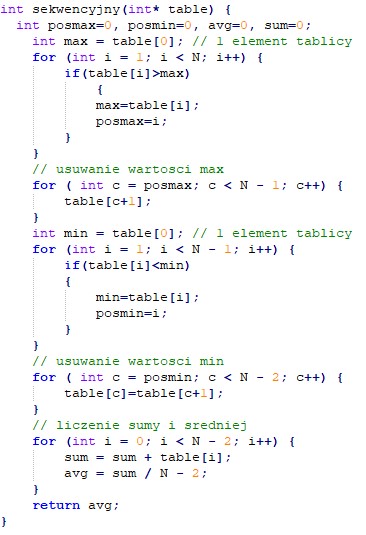 int sekwencyjny(int* table) {
int posmax=0, posmin=0, avg=0, sum=0;
int max = table[0]; // 1 element tablicy
for (int i = 1; i < N; i++) {
if(table[i]>max)
{
max=table[i];
posmax=i;
}
}
// usuwanie wartosci max
for ( int c = posmax; c < N - 1; c++) {
table[c+1];
}
int min = table[0]; // 1 element tablicy
for (int i = 1; i < N - 1; i++) {
if(table[i]<min)
{
min=table[i];
posmin=i;
}
}
// usuwanie wartosci min
for ( int c = posmin; c < N - 2; c++) {
table[c]=table[c+1];
}
// liczenie sumy i sredniej
for (int i = 0; i < N - 2; i++) {
sum = sum + table[i];
avg = sum / N - 2;
}
return avg;
}